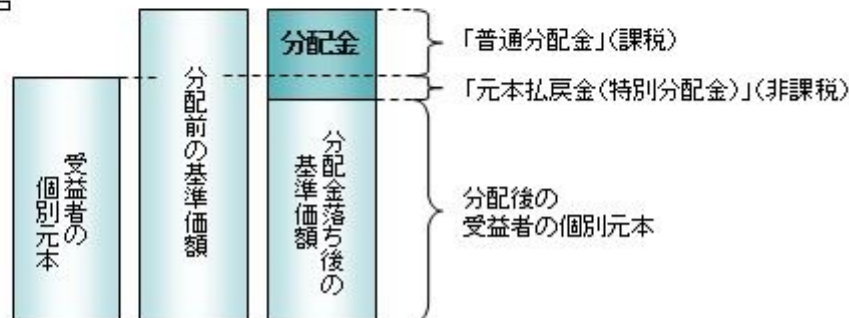 分配金
「普通分配金」(課税)
「元本払戻金(特別分配金)」(非課税)
受益者の
個別元本
分配前の基準価額
分配金落ち後の
基準価額
分配後の
受益者の個別元本